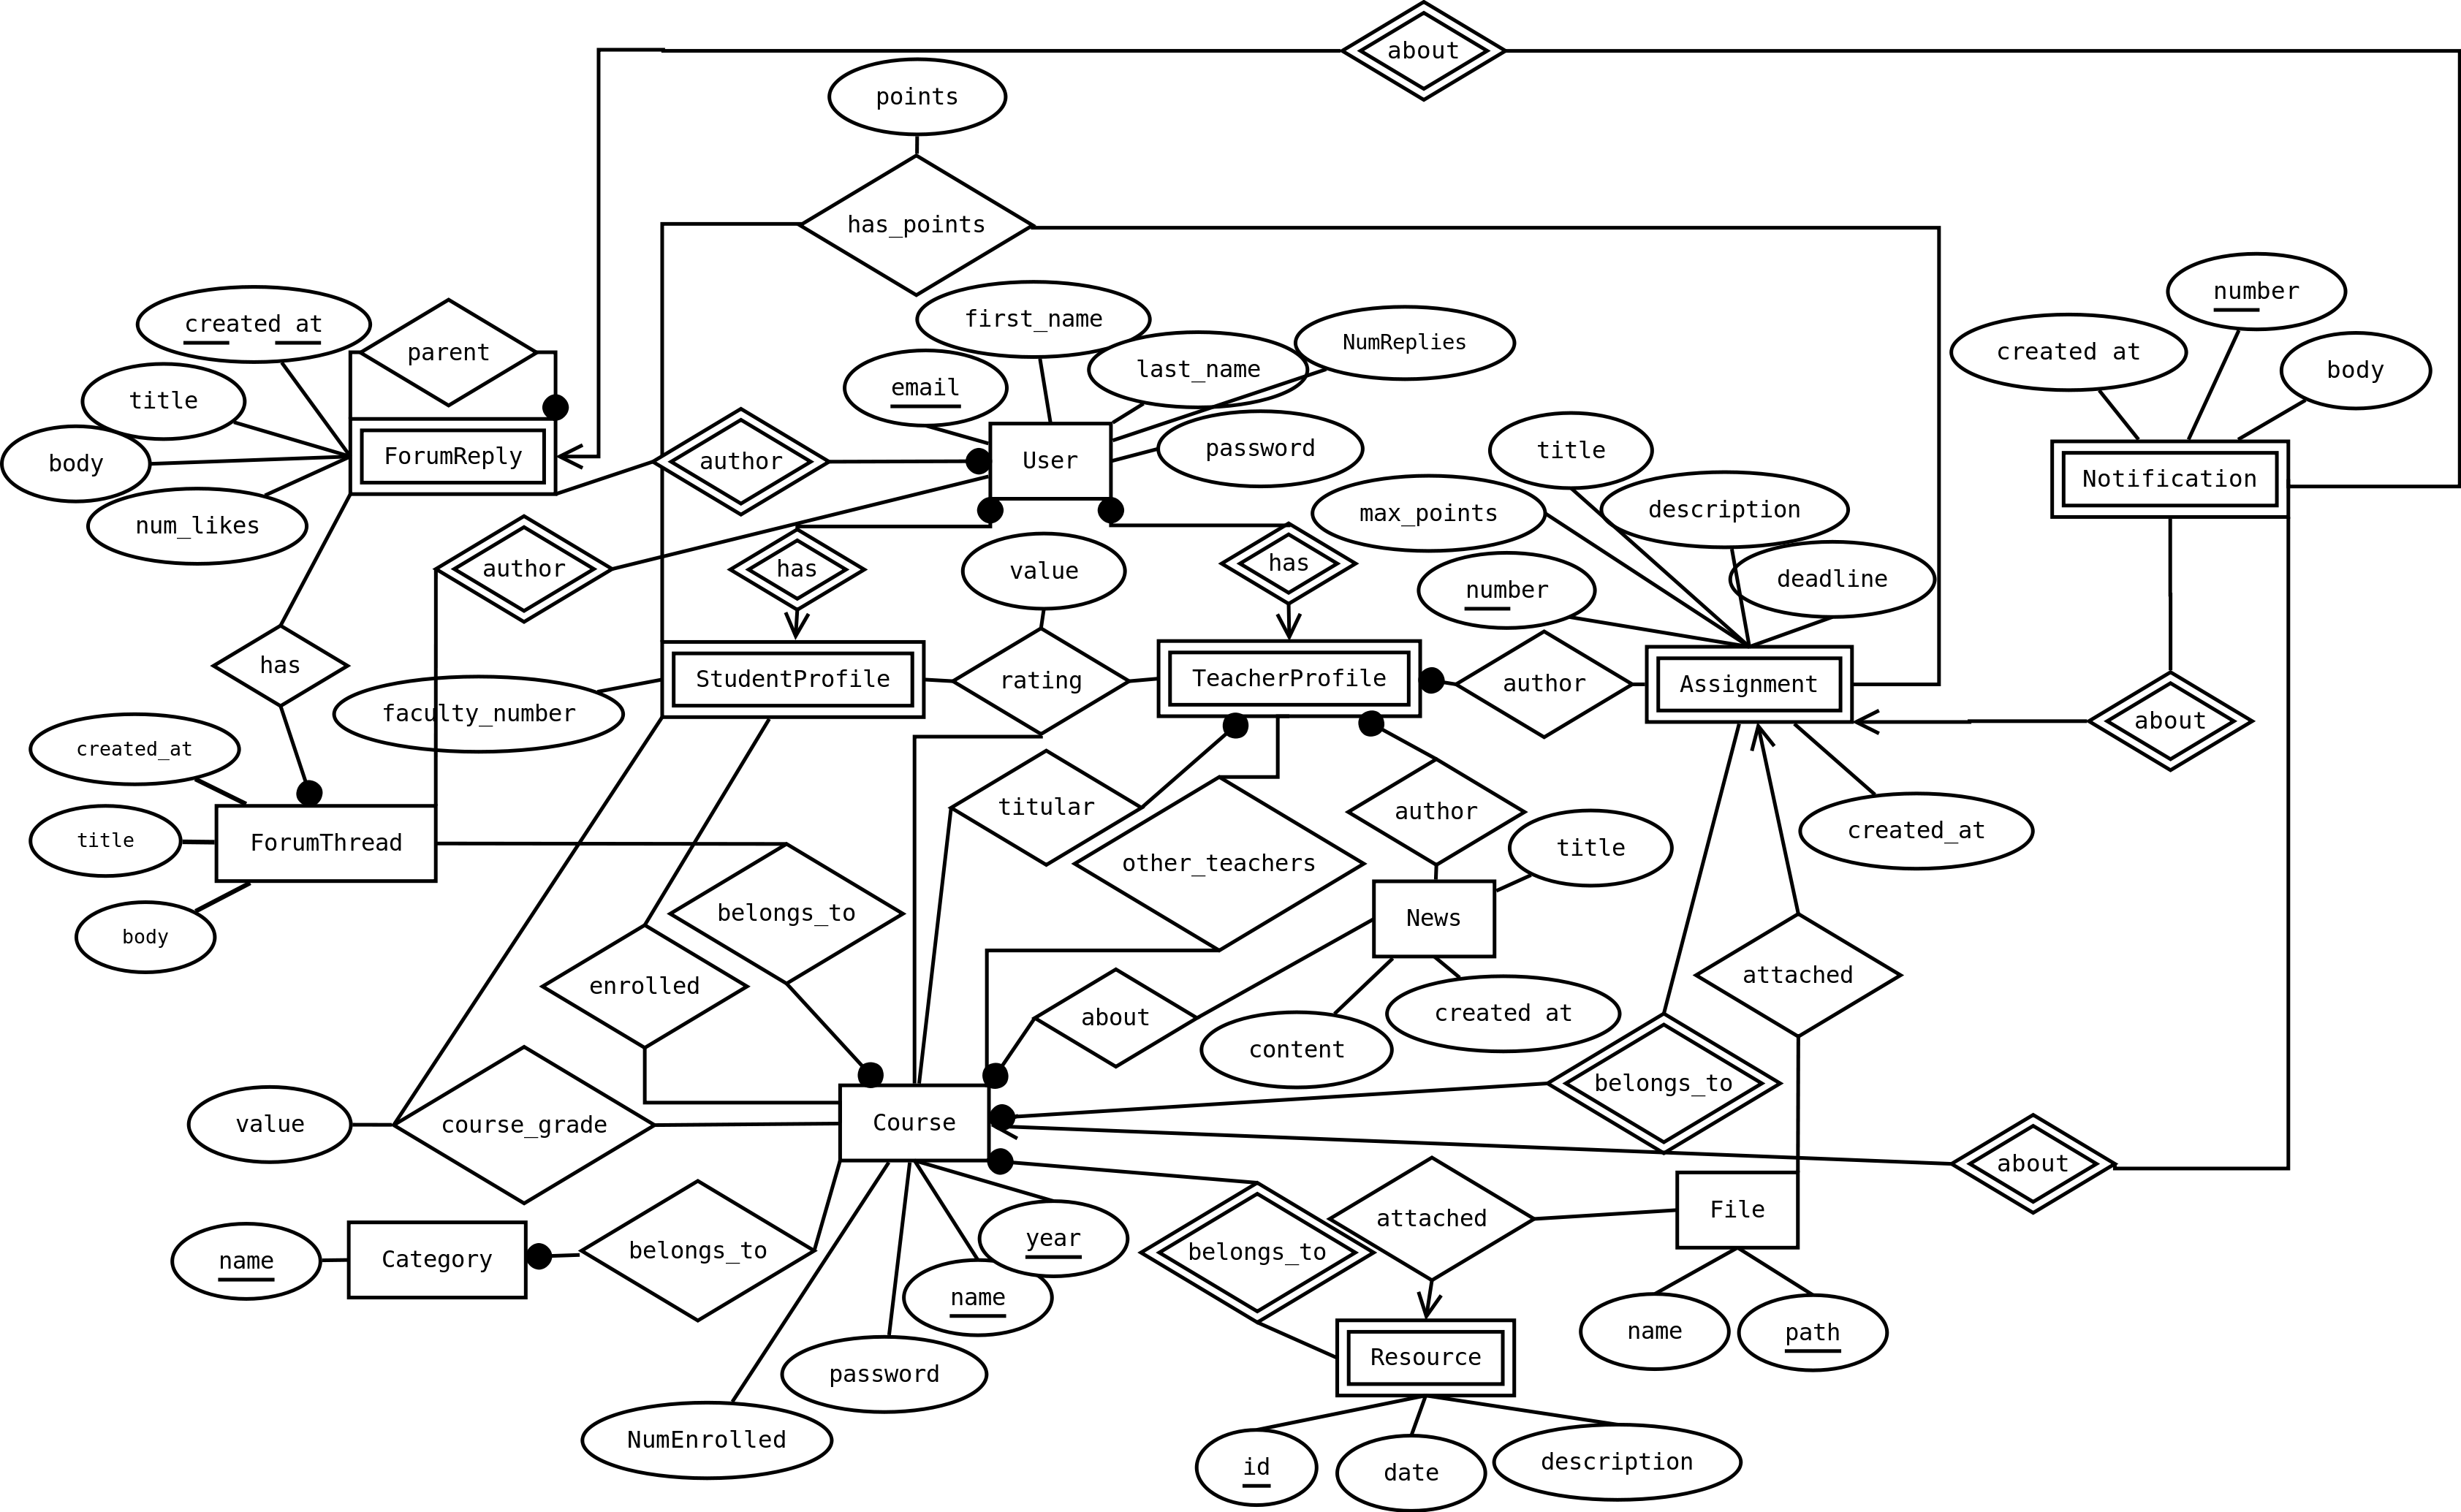 about
points
has_points
number
created at
body
first_name
NumReplies
created at
parent
last_name
email
title
password
title
body
ForumReply
author
User
Notification
max_points
description
num_likes
author
has
value
has
number
deadline
has
StudentProfile
rating
TeacherProfile
author
Assignment
faculty_number
about
created_at
titular
author
created_at
title
ForumThread
other_teachers
title
body
belongs_to
News
enrolled
about
content
created at
attached
value
course_grade
Course
belongs_to
about
name
Category
belongs_to
name
year
belongs_to
attached
File
password
name
path
Resource
NumEnrolled
id
date
description